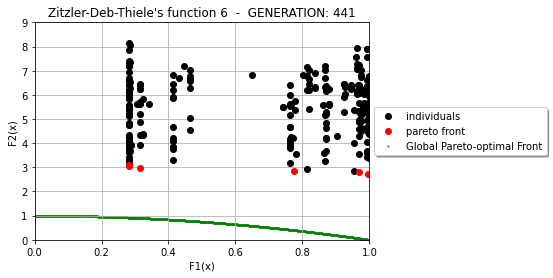 Zitzler-Deb-Thiele's function 6 - GENERATION: 441
F2(x)
9
8
7
6
5
4
3
2
1
0
0.0 0.2 0.4 0.6 0.8 1.0
F1(x)
individuals
pareto front
Global Pareto-optimal Front